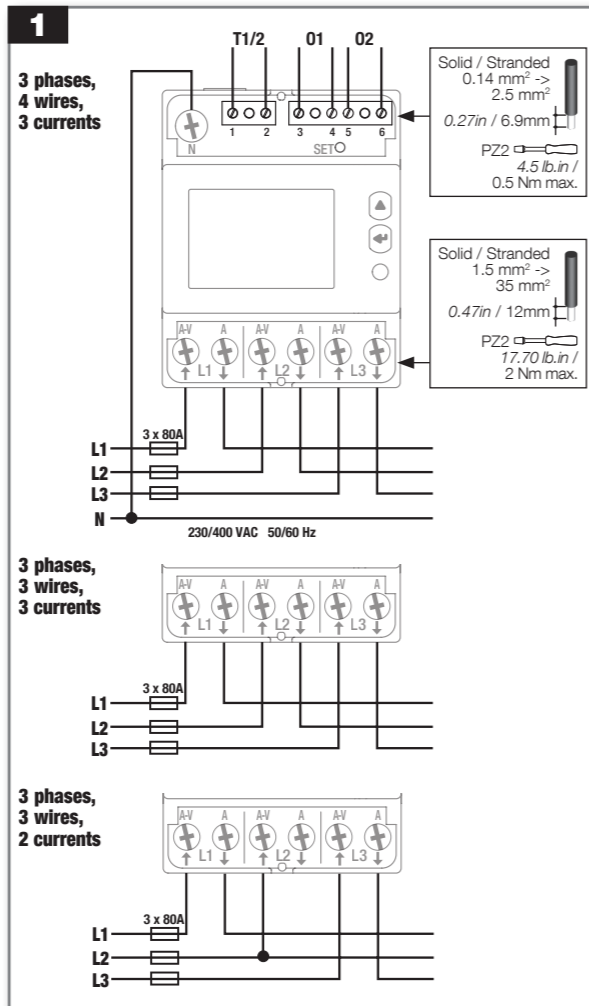 1
3 phases,
4 wires,
3 currents
T1/2 01 02
N
1 2 3 4 5 6
SET
Solid / Stranded
0.14 mm² ->
2.5 mm²
0.27in / 6.9mm
PZ2
4.5 lb.in /
0.5 Nm max.
Solid / Stranded
1.5 mm² ->
35 mm²
0.47in / 12mm
PZ2
17.70 lb.in /
2 Nm max.
A-V A A-V A A-V A
L1 L2 L3
3 x 80A
L1
L2
L3
N
230/400 VAC 50/60 Hz
3 phases,
3 wires,
3 currents
A-V A A-V A A-V A
L1 L2 L3
3 x 80A
L1
L2
L3
3 phases,
3 wires,
2 currents
A-V A A-V A A-V A
L1 L2 L3
3 x 80A
L1
L2
L3